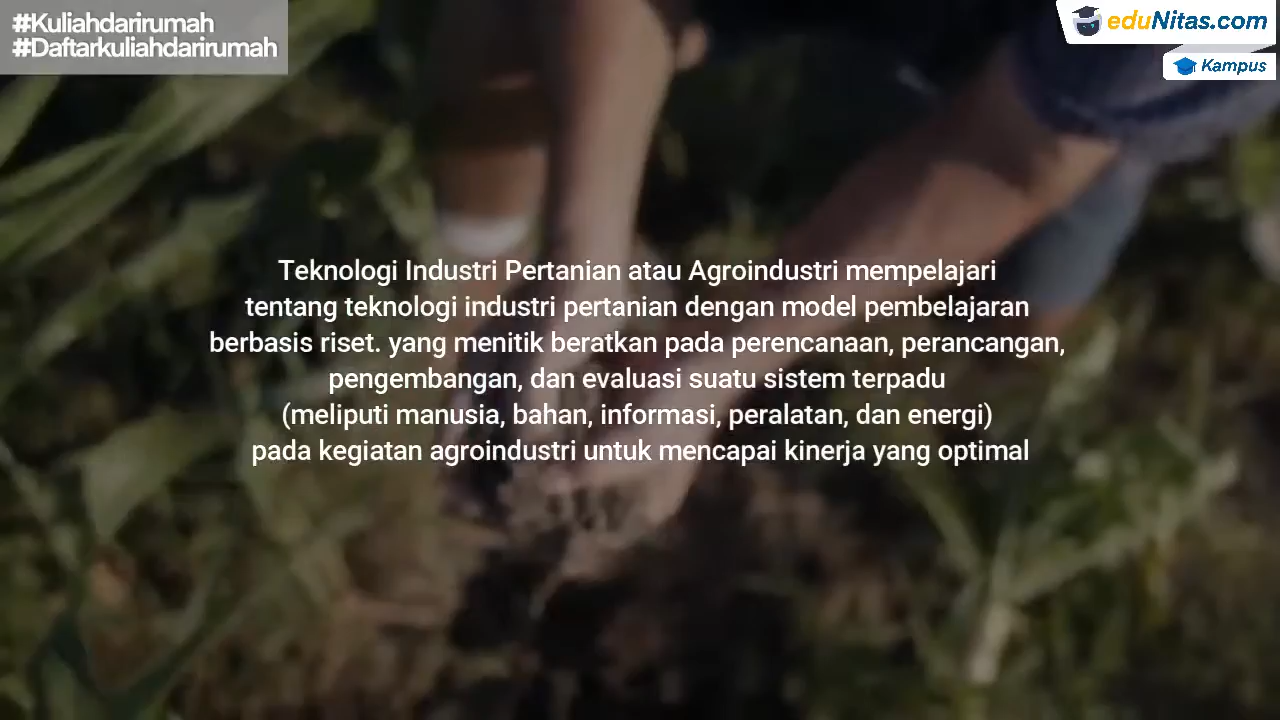 #Kuliahdarirumah
#Daftarkuliahdarirumah
eduNitas.com
Kampus
Teknologi Industri Pertanian atau Agroindustri mempelajari
tentang teknologi industri pertanian dengan model pembelajaran
berbasis riset. yang menitik beratkan pada perencanaan, perancangan,
pengembangan, dan evaluasi suatu sistem terpadu
(meliputi manusia, bahan, informasi, peralatan, dan energi)
pada kegiatan agroindustri untuk mencapai kinerja yang optimal